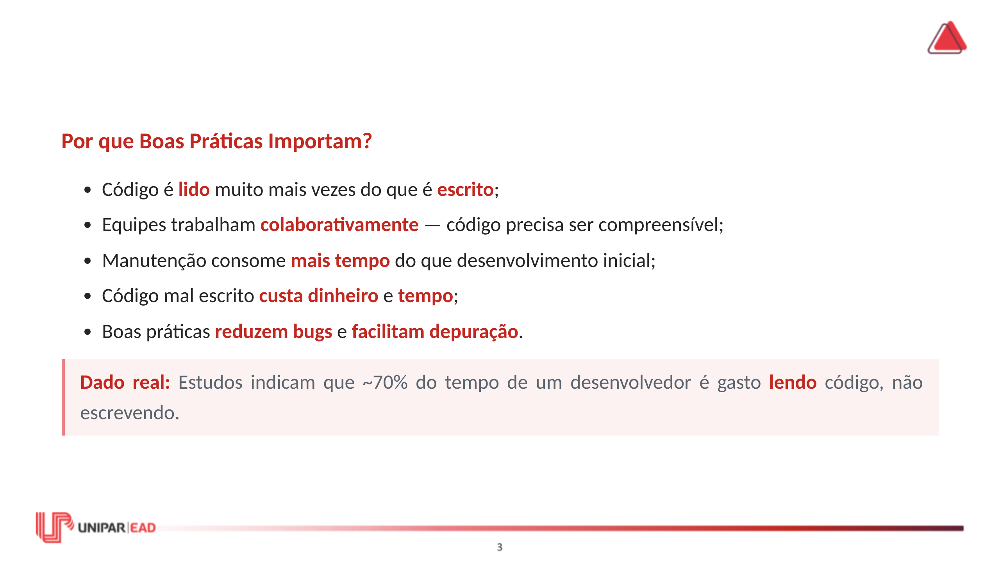 Por que Boas Práticas Importam?
• Código é lido muito mais vezes do que é escrito;
• Equipes trabalham colaborativamente — código precisa ser compreensível;
• Manutenção consome mais tempo do que desenvolvimento inicial;
• Código mal escrito custa dinheiro e tempo;
• Boas práticas reduzem bugs e facilitam depuração.
Dado real: Estudos indicam que ~70% do tempo de um desenvolvedor é gasto lendo código, não
escrevendo.
UNIPAR|EAD
3